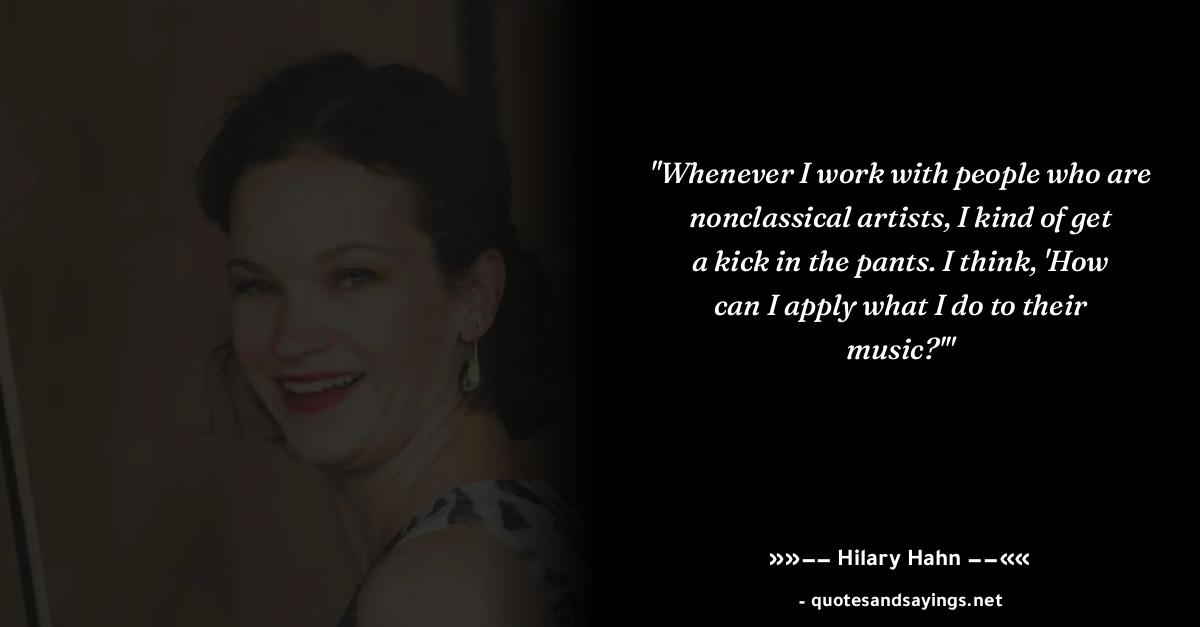 "Whenever I work with people who are
nonclassical artists, I kind of get
a kick in the pants. I think, 'How
can I apply what I do to their
music?'"
»»–– Hilary Hahn ––««
- quotesandsayings.net